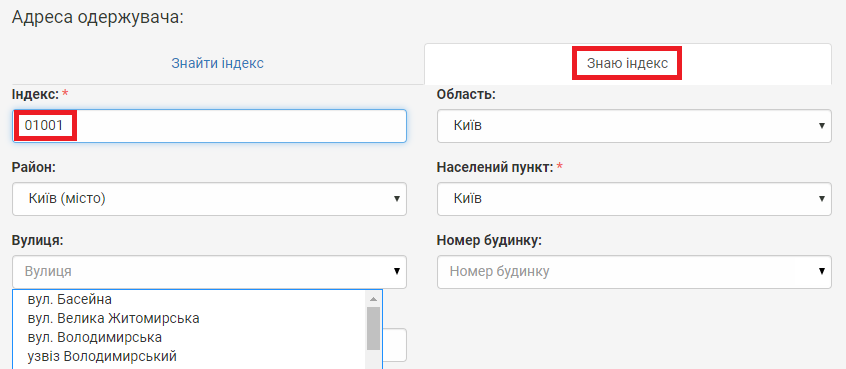 Адреса одержувача:
Знайти індекс
Знаю індекс
Індекс: *
Область:
01001
Київ
Район:
Населений пункт: *
Київ (місто)
Київ
Вулиця:
Номер будинку:
Вулиця
Номер будинку
вул. Басейна
вул. Велика Житомирська
вул. Володимирська
узвіз Володимирський